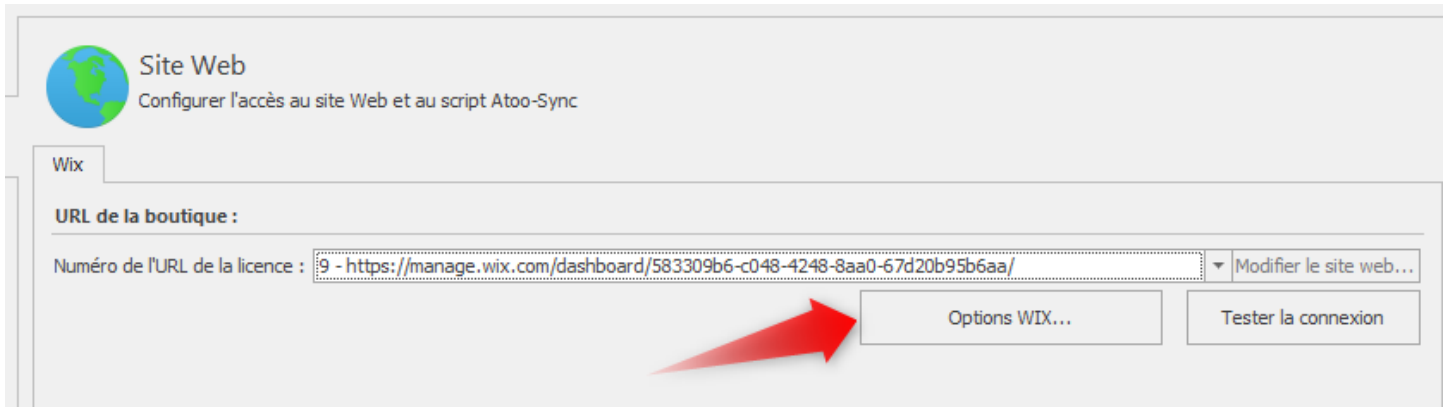 Site Web
Configurer l'accès au site Web et au script Atoo-Sync
Wix
URL de la boutique :
Numéro de l'URL de la licence : 9 - https://manage.wix.com/dashboard/583309b6-c048-4248-8aa0-67d20b95b6aa/ Modifier le site web...
Options WIX... Tester la connexion